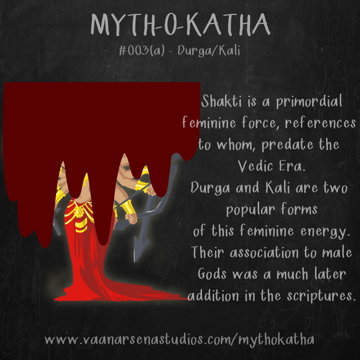 MYTH-O-KATHA
#003(a) - Durga/Kali
Shakti is a primordial
feminine force, references
to whom, predate the
Vedic Era.
Durga and Kali are two
popular forms
of this feminine energy.
Their association to male
Gods was a much later
addition in the scriptures.
www.vaanarsenastudios.com/mythokatha